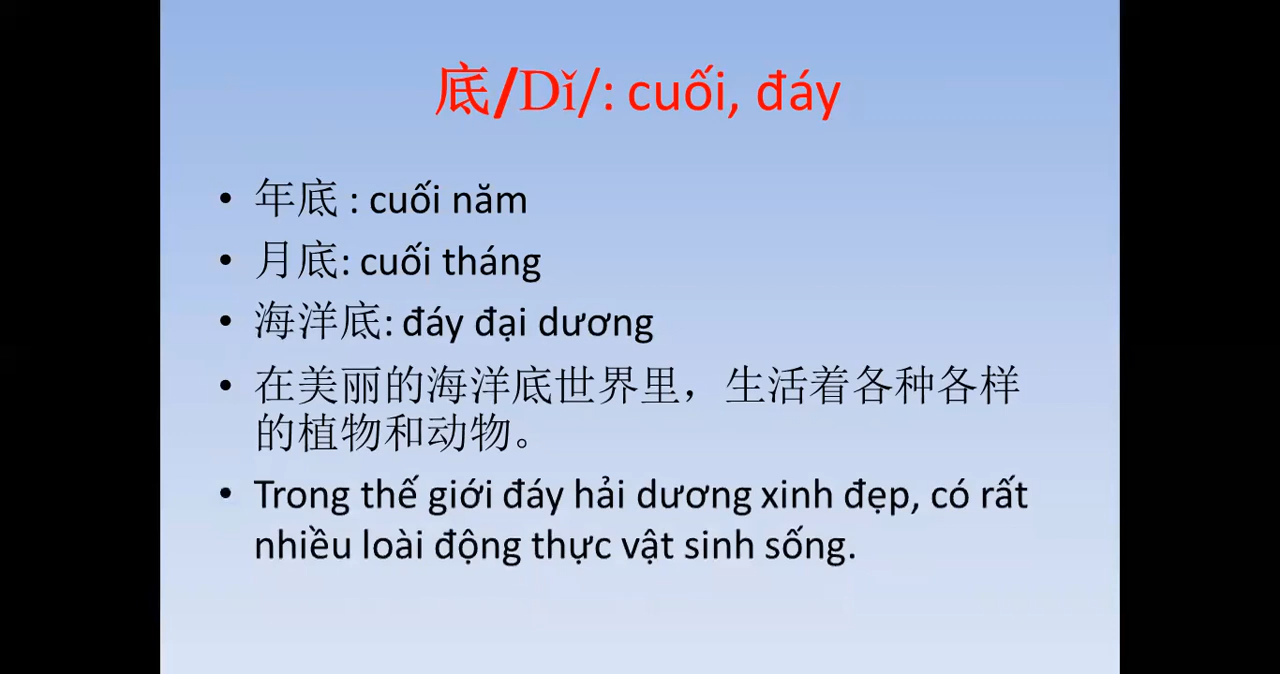 底/Dǐ/: cuối, đáy
• 年底 : cuối năm
• 月底: cuối tháng
• 海洋底: đáy đại dương
• 在美丽的海洋底世界里，生活着各种各样
的植物和动物。
• Trong thế giới đáy hải dương xinh đẹp, có rất
nhiều loài động thực vật sinh sống.